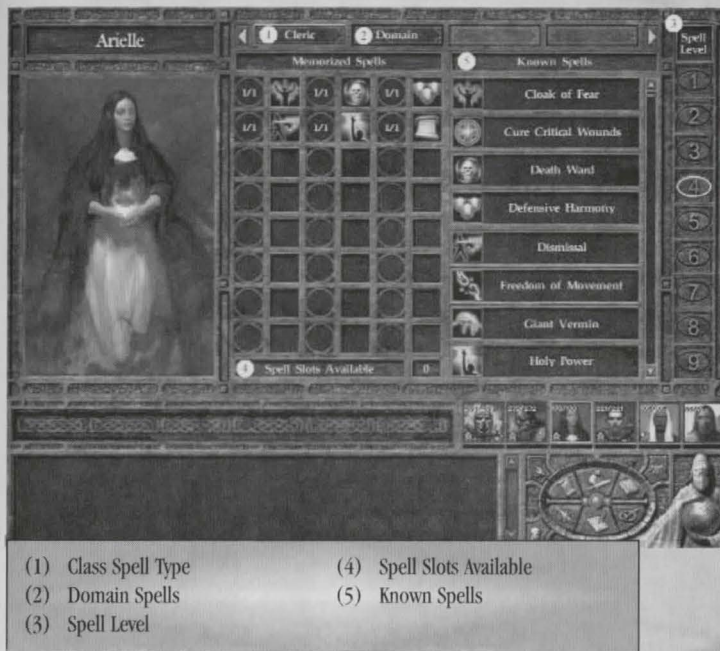 Arielle
1 Cleric 2 Domain
3
Spell
Level
Memorized Spells
5 Known Spells
1/1 1/1 1/1
1/1 1/1 1/1
Cloak of Fear
Cure Critical Wounds
Death Ward
Defensive Harmony
Dismissal
Freedom of Movement
Giant Vermin
Holy Power
1
2
3
4
5
6
7
8
9
4 Spell Slots Available 0
(1) Class Spell Type
(2) Domain Spells
(3) Spell Level
(4) Spell Slots Available
(5) Known Spells